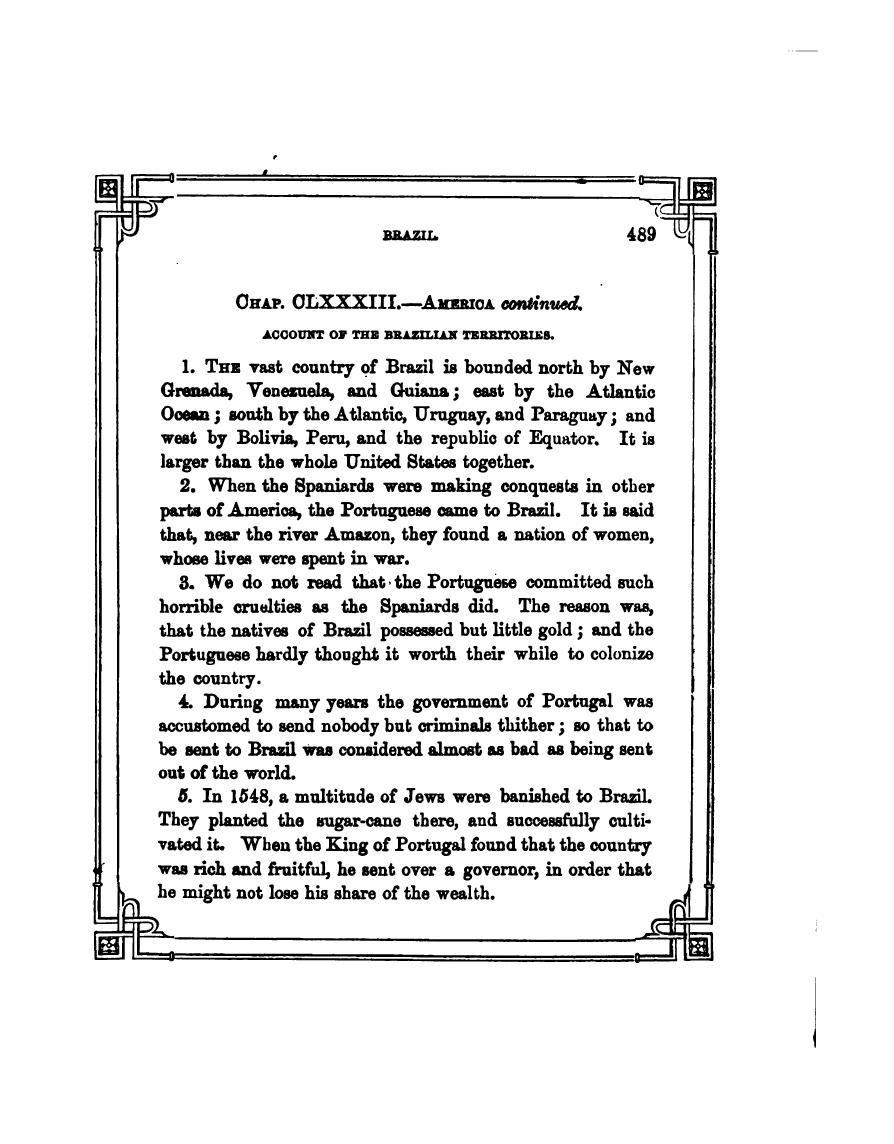 BRAZIL. 489
CHAP. CLXXXIII.—AMERICA continued.
ACCOUNT OF THE BRAZILIAN TERRITORIES.
1. THE vast country of Brazil is bounded north by New
Grenada, Venezuela, and Guiana; east by the Atlantic
Ocean; south by the Atlantic, Uruguay, and Paraguay; and
west by Bolivia, Peru, and the republic of Equator. It is
larger than the whole United States together.
2. When the Spaniards were making conquests in other
parts of America, the Portuguese came to Brazil. It is said
that, near the river Amazon, they found a nation of women,
whose lives were spent in war.
3. We do not read that the Portuguese committed such
horrible cruelties as the Spaniards did. The reason was,
that the natives of Brazil possessed but little gold; and the
Portuguese hardly thought it worth their while to colonize
the country.
4. During many years the government of Portugal was
accustomed to send nobody but criminals thither; so that to
be sent to Brazil was considered almost as bad as being sent
out of the world.
5. In 1548, a multitude of Jews were banished to Brazil.
They planted the sugar-cane there, and successfully culti-
vated it. When the King of Portugal found that the country
was rich and fruitful, he sent over a governor, in order that
he might not lose his share of the wealth.